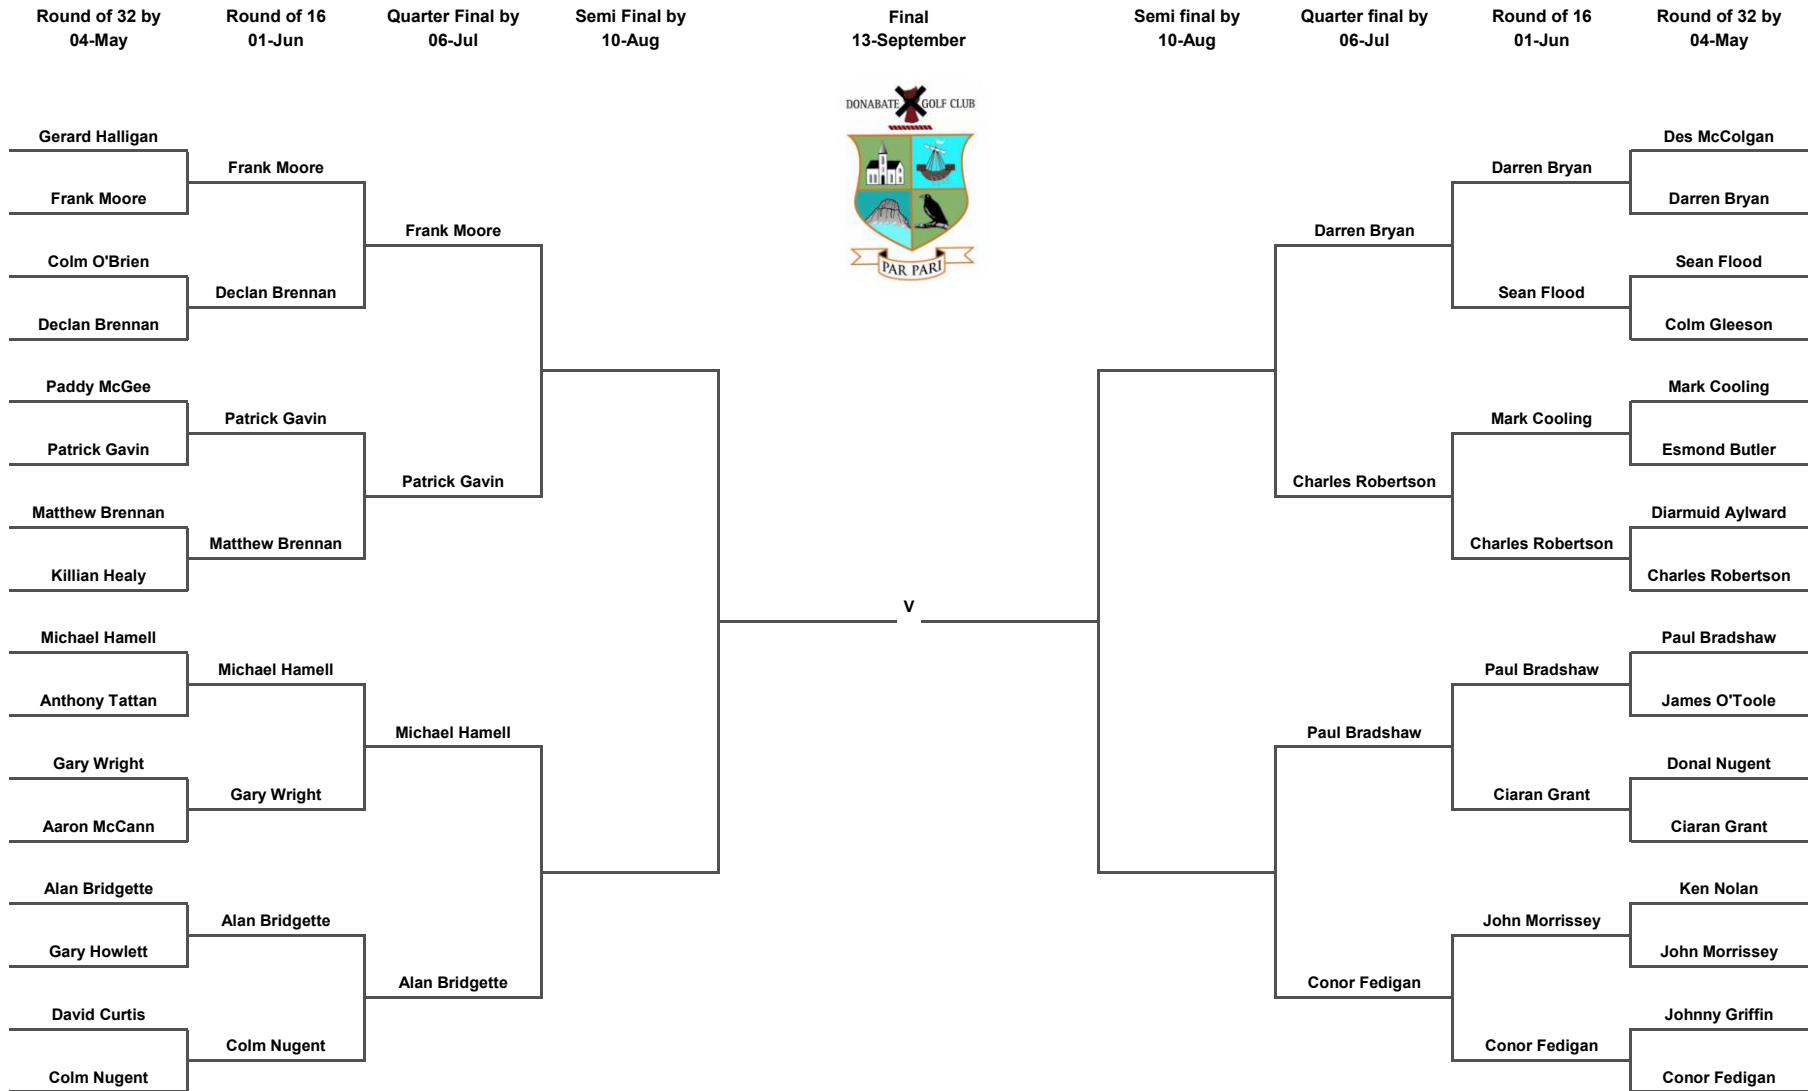 Round of 32 by
04-May
Round of 16
01-Jun
Quarter Final by
06-Jul
Semi Final by
10-Aug
Final
13-September
Semi final by
10-Aug
Quarter final by
06-Jul
Round of 16
01-Jun
Round of 32 by
04-May
DONABATE GOLF CLUB
PAR PARI
Gerard Halligan
Frank Moore
Colm O'Brien
Declan Brennan
Paddy McGee
Patrick Gavin
Matthew Brennan
Killian Healy
Michael Hamell
Anthony Tattan
Gary Wright
Aaron McCann
Alan Bridgette
Gary Howlett
David Curtis
Colm Nugent
Frank Moore
Declan Brennan
Patrick Gavin
Matthew Brennan
Michael Hamell
Gary Wright
Alan Bridgette
Colm Nugent
Frank Moore
Patrick Gavin
Michael Hamell
Alan Bridgette
V
Darren Bryan
Charles Robertson
Paul Bradshaw
Conor Fedigan
Darren Bryan
Sean Flood
Mark Cooling
Charles Robertson
Paul Bradshaw
Ciaran Grant
John Morrissey
Conor Fedigan
Des McColgan
Darren Bryan
Sean Flood
Colm Gleeson
Mark Cooling
Esmond Butler
Diarmuid Aylward
Charles Robertson
Paul Bradshaw
James O'Toole
Donal Nugent
Ciaran Grant
Ken Nolan
John Morrissey
Johnny Griffin
Conor Fedigan